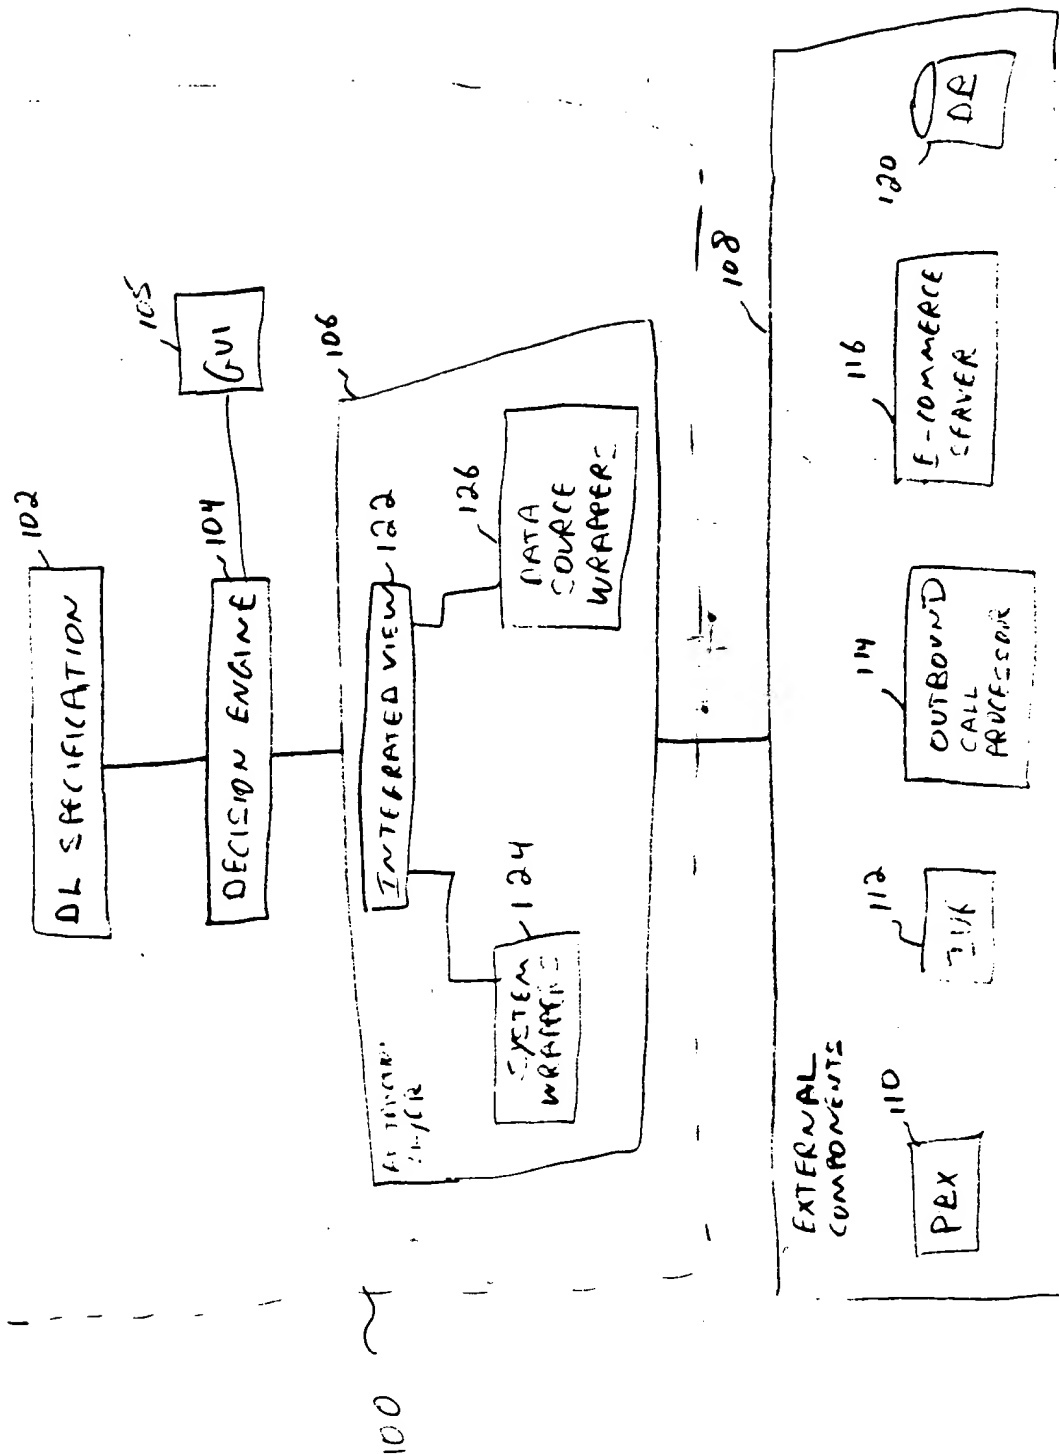 DL SPECIFICATION
102
DECISION ENGINE
104
GUI
105
106
INTEGRATED VIEW
122
SYSTEM
WRAPPERS
124
DATA
SOURCE
WRAPPERS
126
100
108
EXTERNAL
COMPONENTS
PBX
110
112
OUTBOUND
CALL
PROCESSOR
114
E-COMMERCE
SERVER
116
DB
120